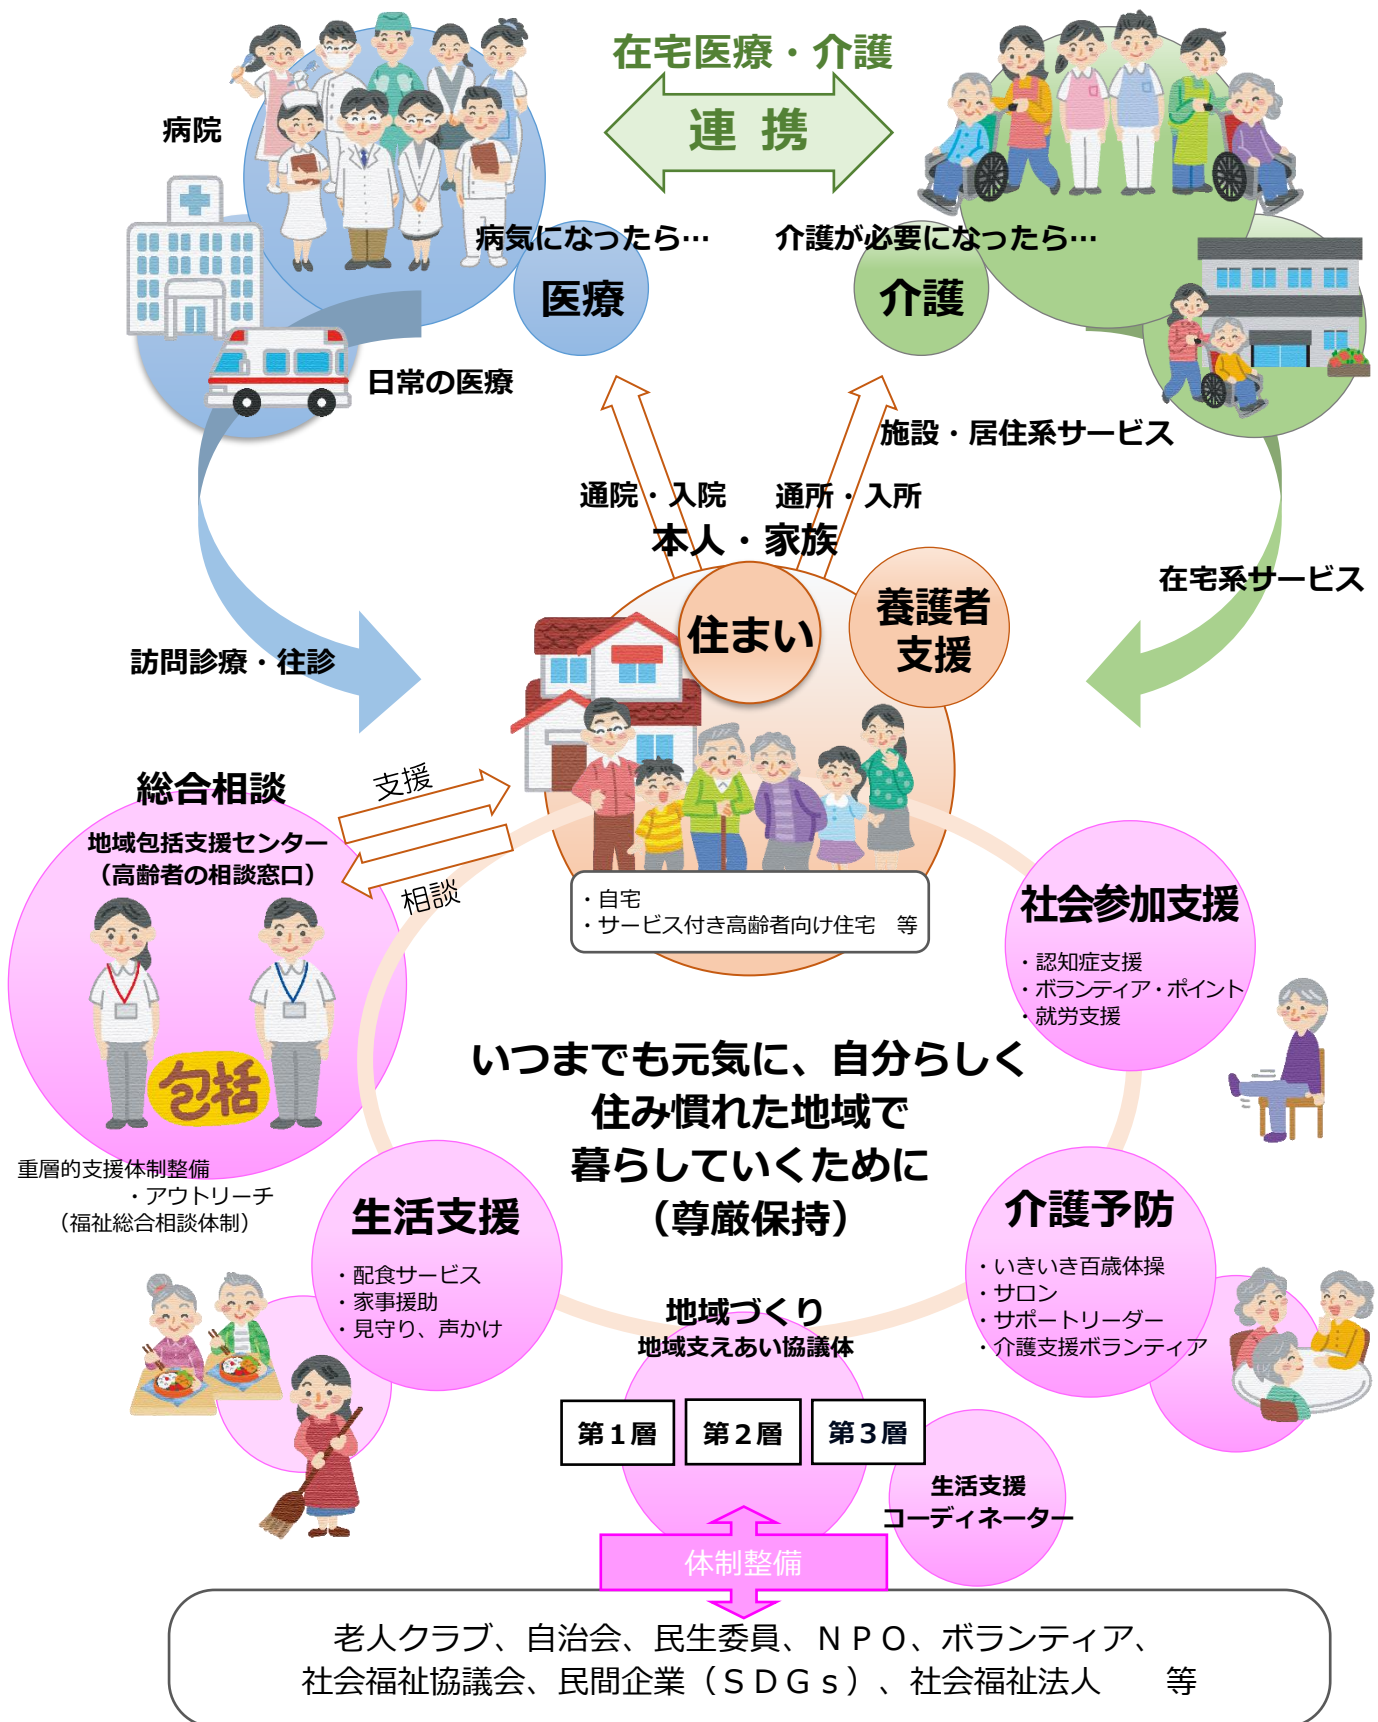 在宅医療・介護
連 携
病院
病気になったら…
医療
介護が必要になったら…
介護
日常の医療
施設・居住系サービス
通院・入院
通所・入所
本人・家族
住まい
養護者
支援
在宅系サービス
訪問診療・往診
総合相談
地域包括支援センター
（高齢者の相談窓口）
支援
相談
・自宅
・サービス付き高齢者向け住宅　等
社会参加支援
・認知症支援
・ボランティア・ポイント
・就労支援
包括
重層的支援体制整備
・アウトリーチ
（福祉総合相談体制）
いつまでも元気に、自分らしく
住み慣れた地域で
暮らしていくために
（尊厳保持）
生活支援
・配食サービス
・家事援助
・見守り、声かけ
介護予防
・いきいき百歳体操
・サロン
・サポートリーダー
・介護支援ボランティア
地域づくり
地域支えあい協議体
第１層
第２層
第３層
生活支援
コーディネーター
体制整備
老人クラブ、自治会、民生委員、ＮＰＯ、ボランティア、
社会福祉協議会、民間企業（ＳＤＧｓ）、社会福祉法人　　等